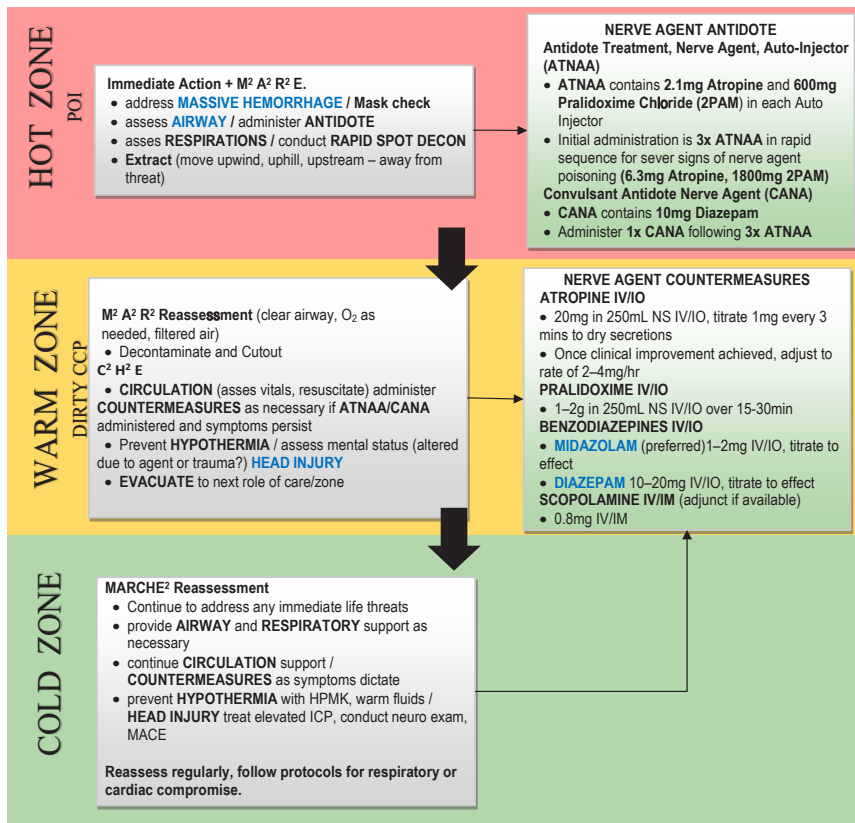 HOT ZONE
POI
Immediate Action + M² A² R² E.
• address MASSIVE HEMORRHAGE / Mask check
• assess AIRWAY / administer ANTIDOTE
• asses RESPIRATIONS / conduct RAPID SPOT DECON
• Extract (move upwind, uphill, upstream – away from
threat)
NERVE AGENT ANTIDOTE
Antidote Treatment, Nerve Agent, Auto-Injector
(ATNAA)
• ATNAA contains 2.1mg Atropine and 600mg
Pralidoxime Chloride (2PAM) in each Auto
Injector
• Initial administration is 3x ATNAA in rapid
sequence for sever signs of nerve agent
poisoning (6.3mg Atropine, 1800mg 2PAM)
Convulsant Antidote Nerve Agent (CANA)
• CANA contains 10mg Diazepam
• Administer 1x CANA following 3x ATNAA
WARM ZONE
DIRTY CCP
M² A² R² Reassessment (clear airway, O₂ as
needed, filtered air)
• Decontaminate and Cutout
C² H² E
• CIRCULATION (asses vitals, resuscitate) administer
COUNTERMEASURES as necessary if ATNAA/CANA
administered and symptoms persist
• Prevent HYPOTHERMIA / assess mental status (altered
due to agent or trauma?) HEAD INJURY
• EVACUATE to next role of care/zone
NERVE AGENT COUNTERMEASURES
ATROPINE IV/IO
• 20mg in 250mL NS IV/IO, titrate 1mg every 3
mins to dry secretions
• Once clinical improvement achieved, adjust to
rate of 2–4mg/hr
PRALIDOXIME IV/IO
• 1–2g in 250mL NS IV/IO over 15-30min
BENZODIAZEPINES IV/IO
• MIDAZOLAM (preferred)1–2mg IV/IO, titrate to
effect
• DIAZEPAM 10–20mg IV/IO, titrate to effect
SCOPOLAMINE IV/IM (adjunct if available)
• 0.8mg IV/IM
COLD ZONE
MARCHE² Reassessment
• Continue to address any immediate life threats
• provide AIRWAY and RESPIRATORY support as
necessary
• continue CIRCULATION support /
COUNTERMEASURES as symptoms dictate
• prevent HYPOTHERMIA with HPMK, warm fluids /
HEAD INJURY treat elevated ICP, conduct neuro exam,
MACE
Reassess regularly, follow protocols for respiratory or
cardiac compromise.